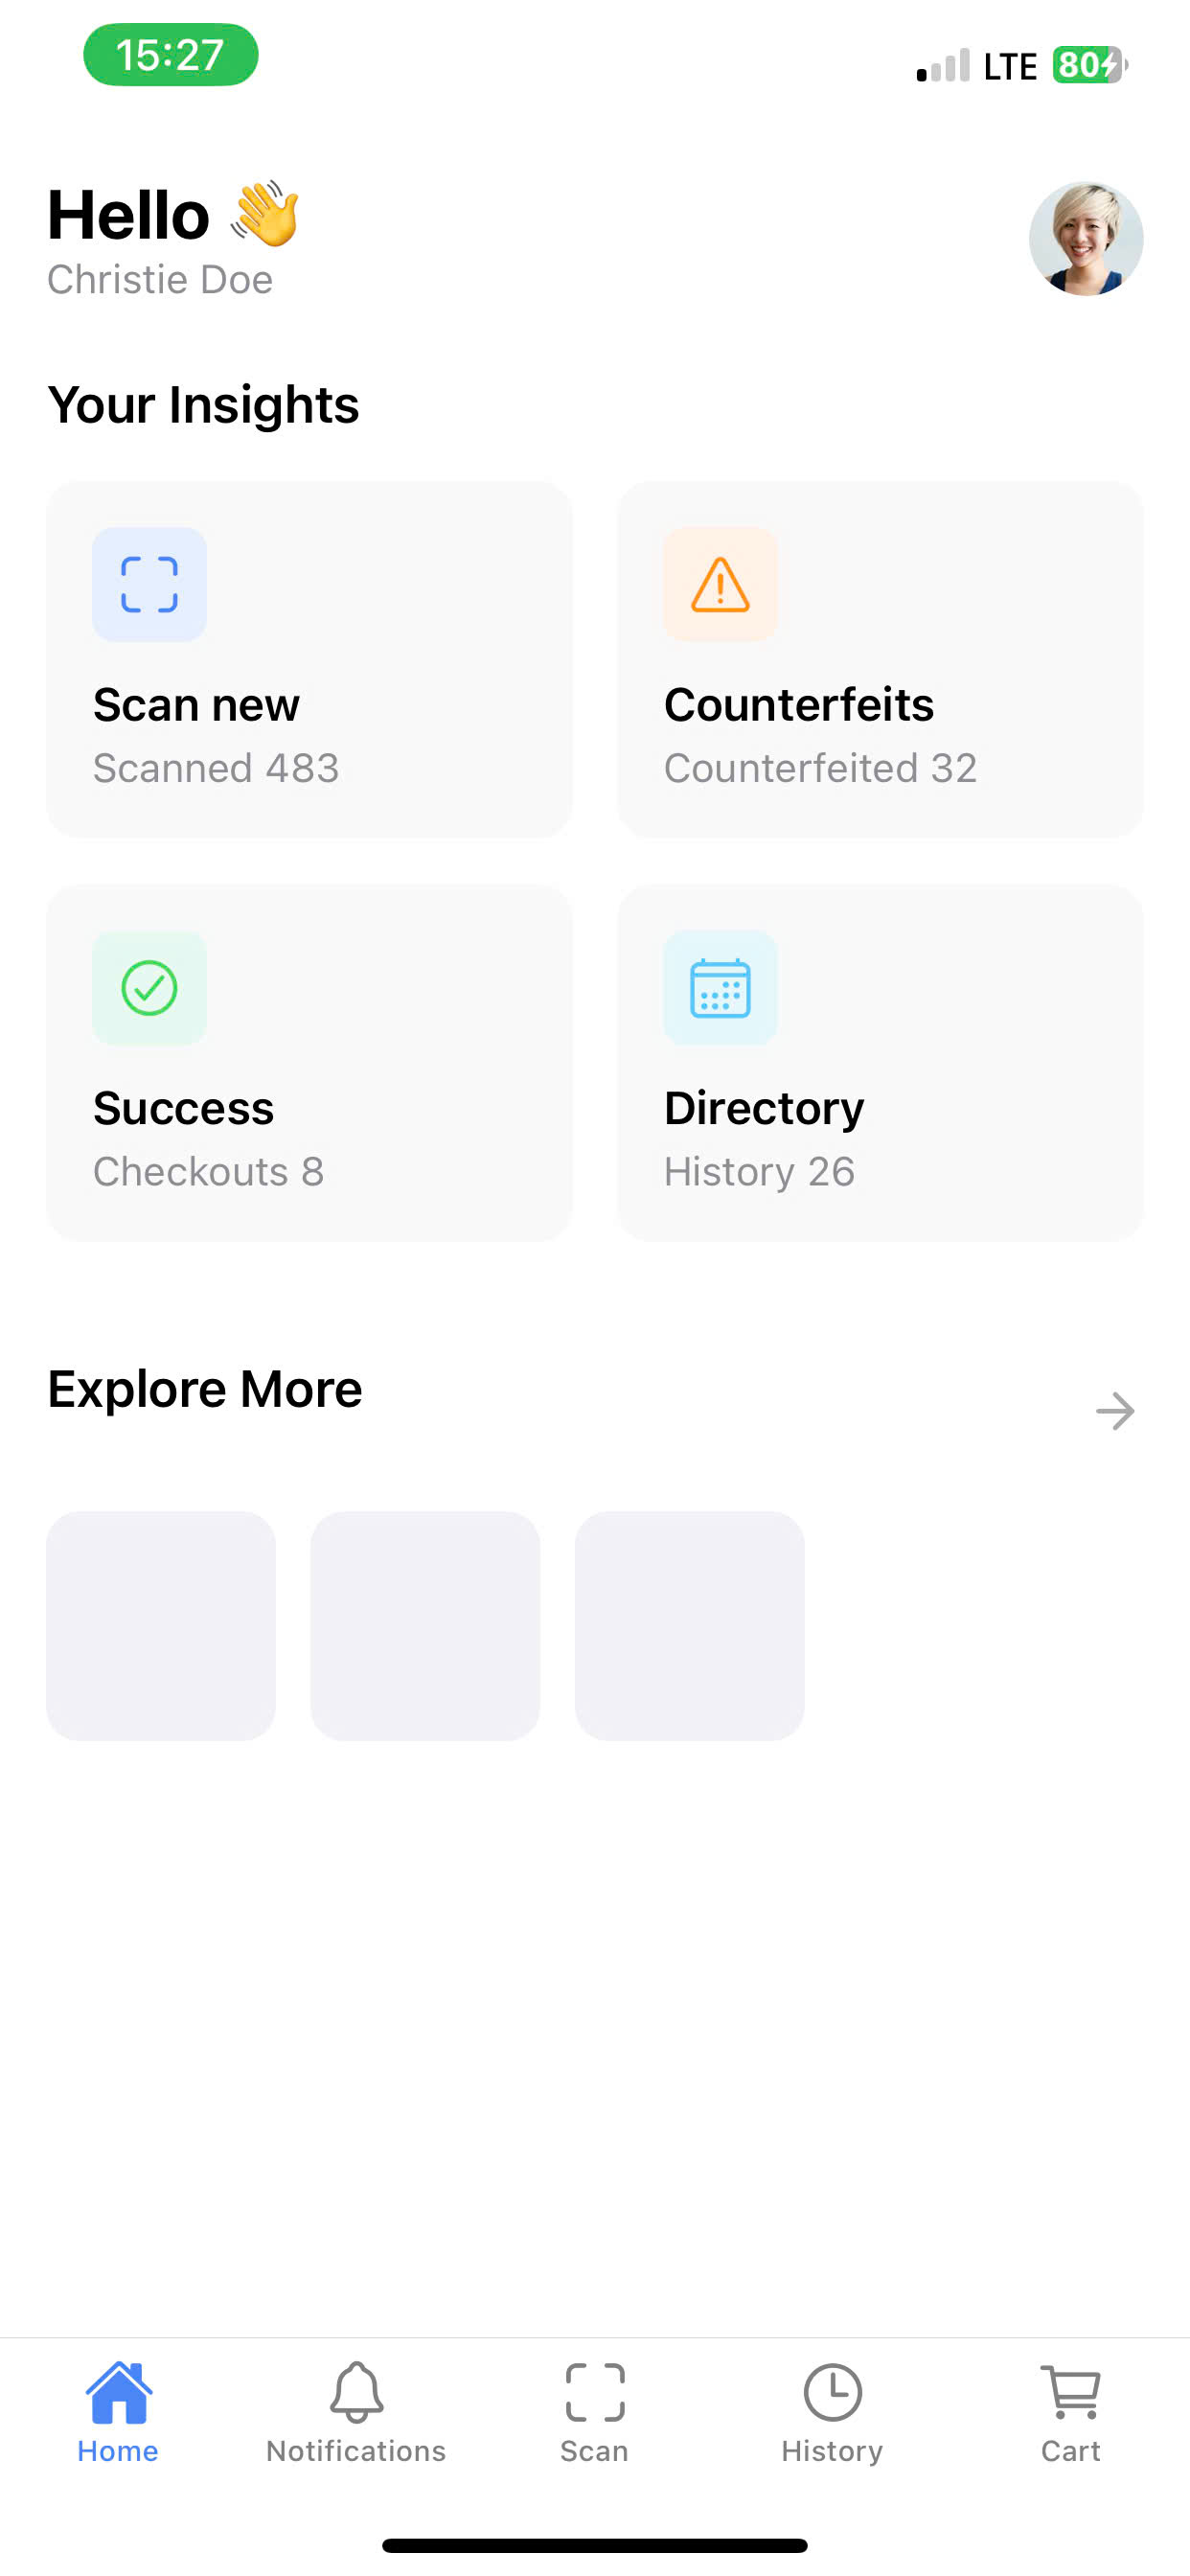 15:27
LTE 80
Hello 👋
Christie Doe
Your Insights
Scan new
Scanned 483
Counterfeits
Counterfeited 32
Success
Checkouts 8
Directory
History 26
Explore More
Home
Notifications
Scan
History
Cart